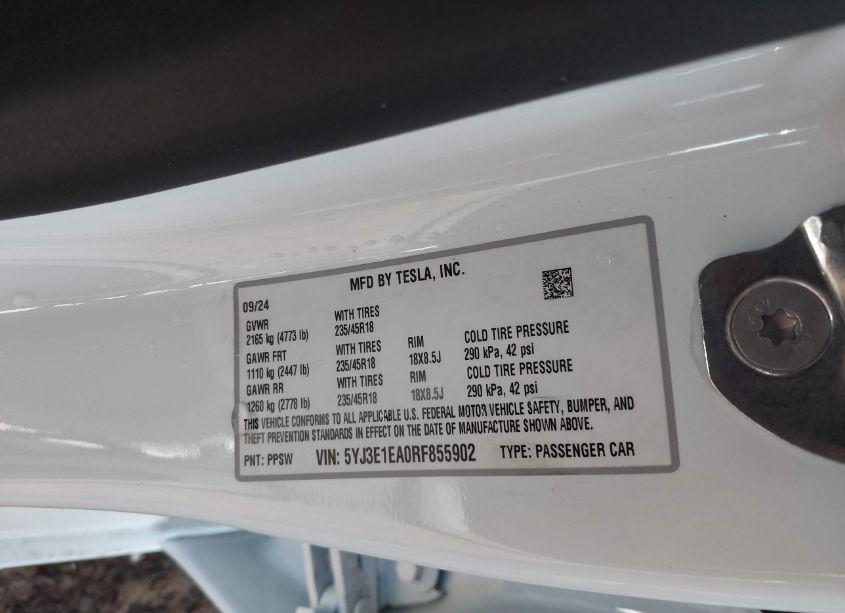 MFD BY TESLA, INC.
09/24
GVWR WITH TIRES
2165 kg (4773 lb) 235/45R18
GAWR FRT WITH TIRES RIM COLD TIRE PRESSURE
1110 kg (2447 lb) 235/45R18 18X8.5J 290 kPa, 42 psi
GAWR RR WITH TIRES RIM COLD TIRE PRESSURE
1260 kg (2778 lb) 235/45R18 18X8.5J 290 kPa, 42 psi
THIS VEHICLE CONFORMS TO ALL APPLICABLE U.S. FEDERAL MOTOR VEHICLE SAFETY, BUMPER, AND
THEFT PREVENTION STANDARDS IN EFFECT ON THE DATE OF MANUFACTURE SHOWN ABOVE.
PNT: PPSW VIN: 5YJ3E1EA0RF855902 TYPE: PASSENGER CAR